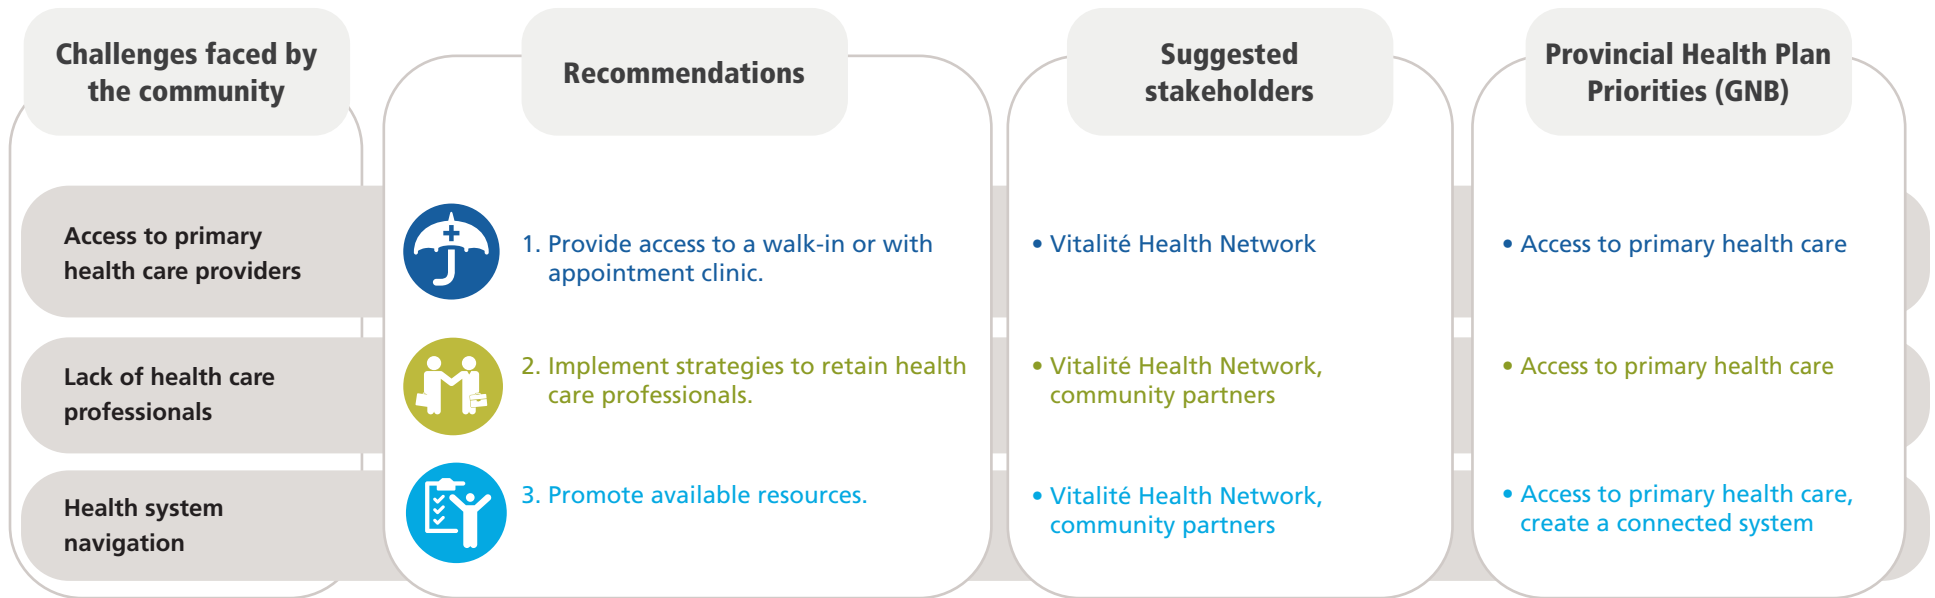 Challenges faced by
the community
Recommendations
Suggested
stakeholders
Provincial Health Plan
Priorities (GNB)
Access to primary
health care providers
1. Provide access to a walk-in or with
appointment clinic.
• Vitalité Health Network
• Access to primary health care
Lack of health care
professionals
2. Implement strategies to retain health
care professionals.
• Vitalité Health Network,
community partners
• Access to primary health care
Health system
navigation
3. Promote available resources.
• Vitalité Health Network,
community partners
• Access to primary health care,
create a connected system